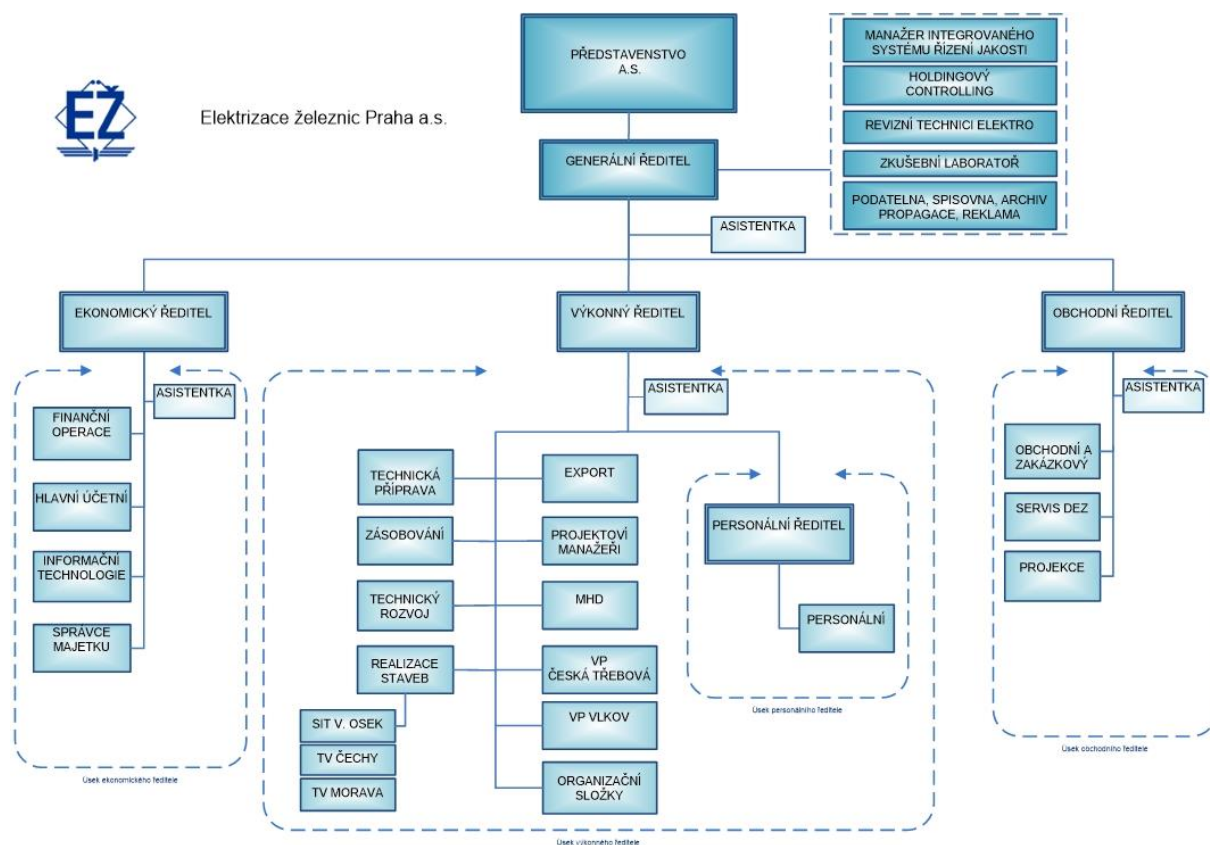 PŘEDSTAVENSTVO
A.S.
MANAŽER INTEGROVANÉHO
SYSTÉMU ŘÍZENÍ JAKOSTI
HOLDINGOVÝ
CONTROLLING
EŽ
Elektrizace železnic Praha a.s.
REVIZNÍ TECHNICI ELEKTRO
GENERÁLNÍ ŘEDITEL
ZKUŠEBNÍ LABORATOŘ
PODATELNA, SPISOVNA, ARCHIV
PROPAGACE, REKLAMA
ASISTENTKA
EKONOMICKÝ ŘEDITEL
VÝKONNÝ ŘEDITEL
OBCHODNÍ ŘEDITEL
ASISTENTKA
ASISTENTKA
ASISTENTKA
FINANČNÍ
OPERACE
HLAVNÍ ÚČETNÍ
INFORMAČNÍ
TECHNOLOGIE
SPRÁVCE
MAJETKU
Úsek ekonomického ředitele
TECHNICKÁ
PŘÍPRAVA
EXPORT
ZÁSOBOVÁNÍ
PROJEKTOVÍ
MANAŽEŘI
TECHNICKÝ
ROZVOJ
MHD
REALIZACE
STAVEB
VP
ČESKÁ TŘEBOVÁ
SIT V. OSEK
VP VLKOV
TV ČECHY
TV MORAVA
ORGANIZAČNÍ
SLOŽKY
PERSONÁLNÍ ŘEDITEL
PERSONÁLNÍ
Úsek personálního ředitele
Úsek výkonného ředitele
OBCHODNÍ A
ZAKÁZKOVÝ
SERVIS DEZ
PROJEKCE
Úsek obchodního ředitele